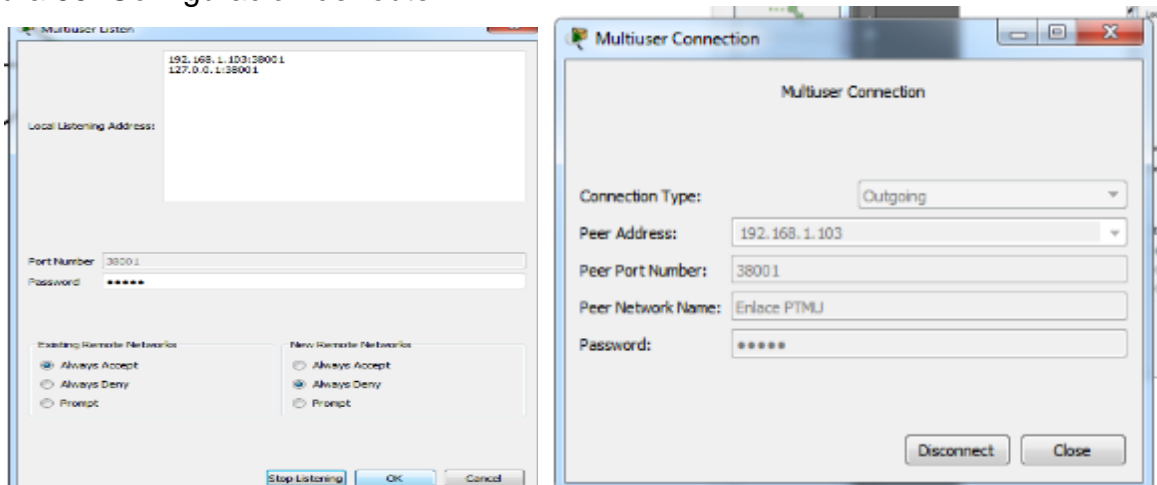 Multiuser Listen
192.168.1.103:38001
127.0.0.1:38001
Local Listening Address:
Port Number 38001
Password •••••
Existing Remote Networks
Always Accept
Always Deny
Prompt
New Remote Networks
Always Accept
Always Deny
Prompt
Stop Listening OK Cancel
Multiuser Connection
Multiuser Connection
Connection Type: Outgoing
Peer Address: 192.168.1.103
Peer Port Number: 38001
Peer Network Name: Enlace PTMU
Password: •••••
Disconnect Close